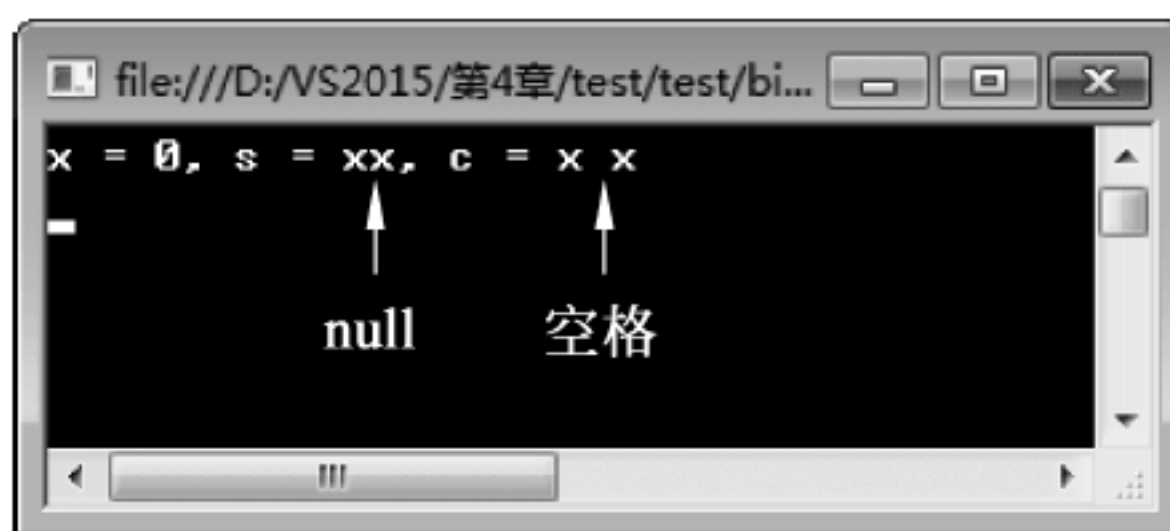 file:///D:/VS2015/第4章/test/test/bi...
x = 0, s = xx, c = x x
null 空格